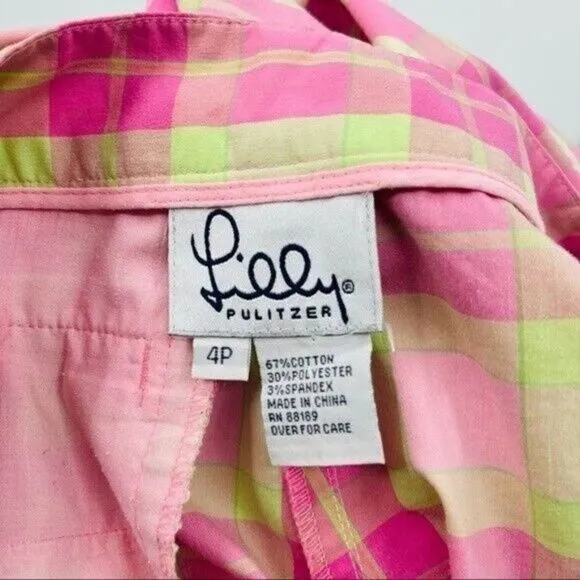 Lilly®
PULITZER
4P
67%COTTON
30%POLYESTER
3%SPANDEX
MADE IN CHINA
RN 88189
OVER FOR CARE